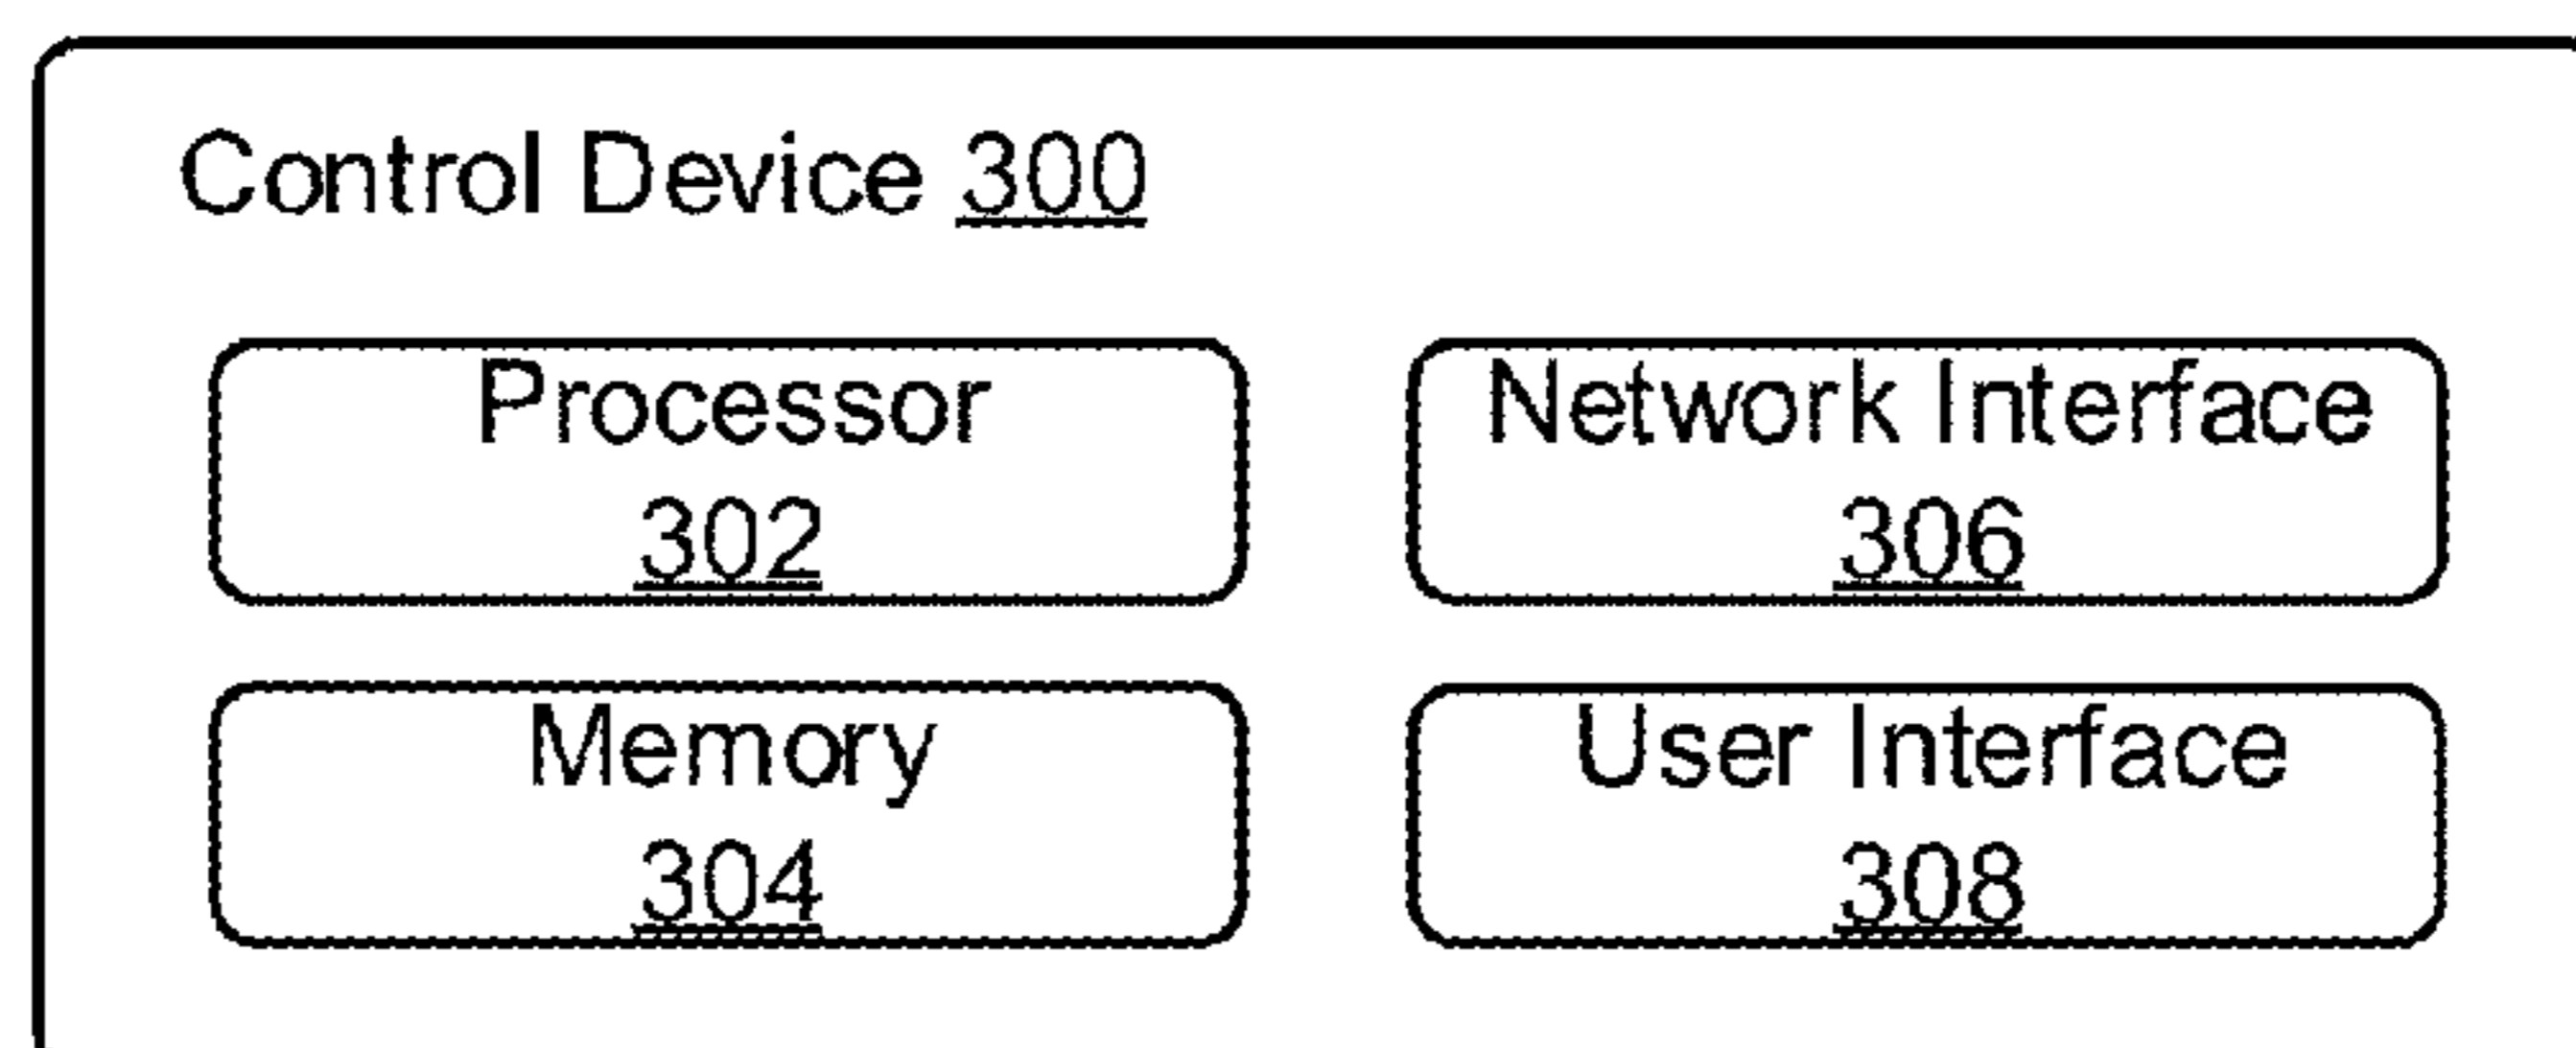 Control Device 300
Processor
302
Network Interface
306
Memory
304
User Interface
308